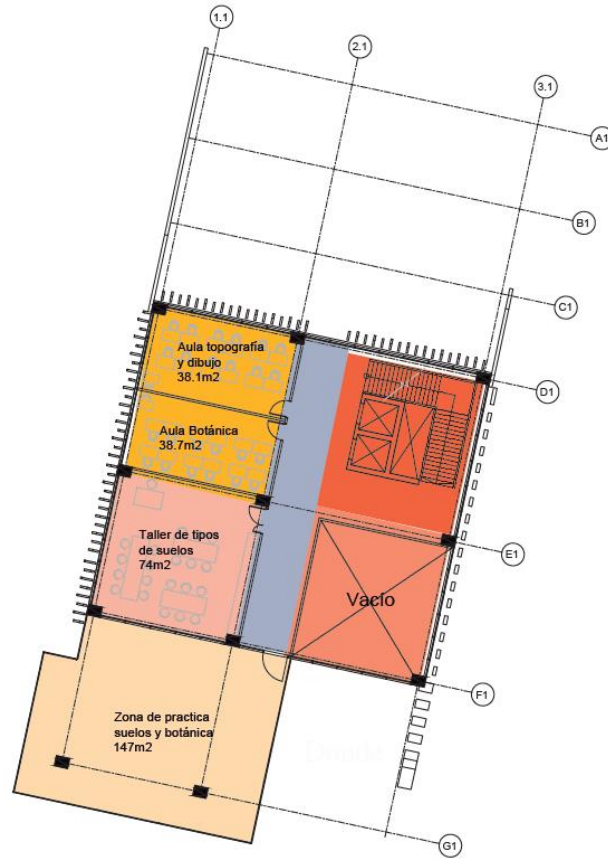 1.1
2.1
3.1
A1
B1
C1
D1
E1
F1
G1
Aula topografía
y dibujo
38.1m2
Aula Botánica
38.7m2
Taller de tipos
de suelos
74m2
Vacío
Zona de practica
suelos y botánica
147m2